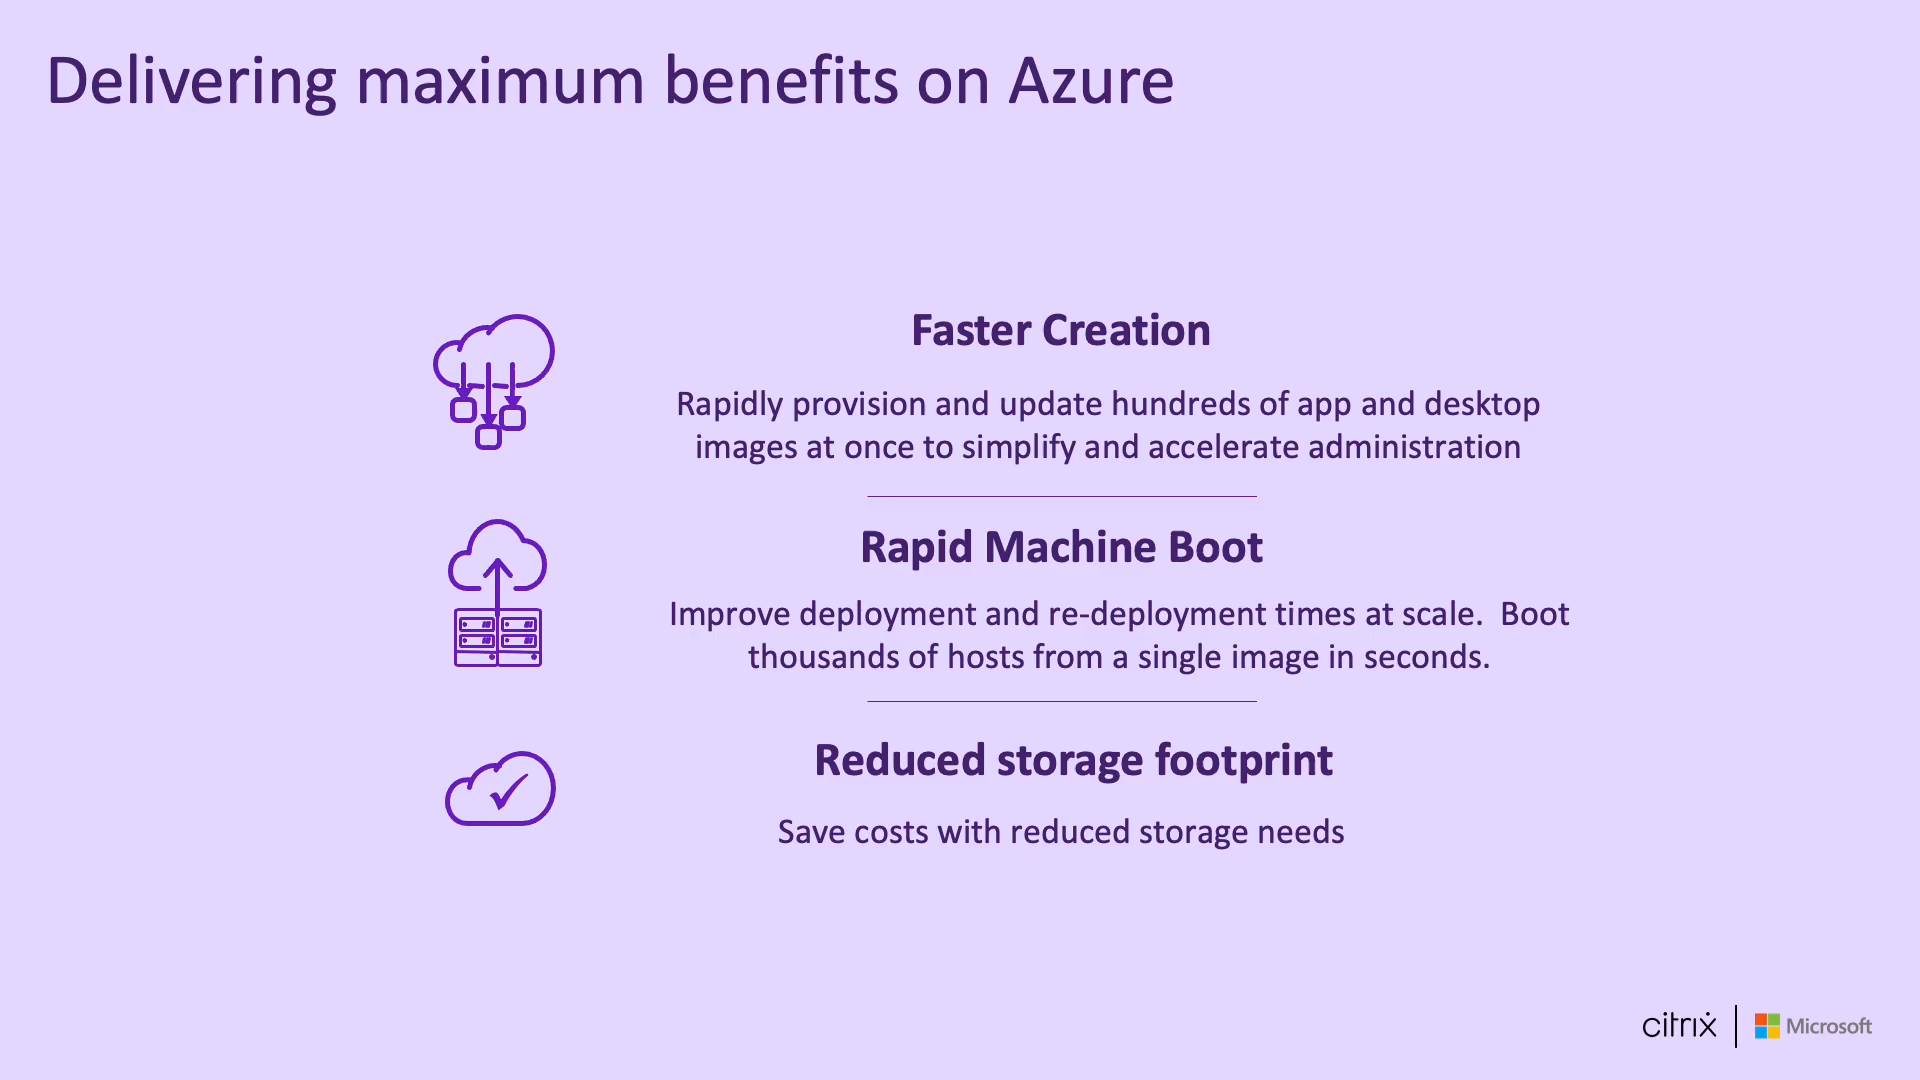 Delivering maximum benefits on Azure
Faster Creation
Rapidly provision and update hundreds of app and desktop
images at once to simplify and accelerate administration
Rapid Machine Boot
Improve deployment and re-deployment times at scale.  Boot
thousands of hosts from a single image in seconds.
Reduced storage footprint
Save costs with reduced storage needs
citrix
Microsoft